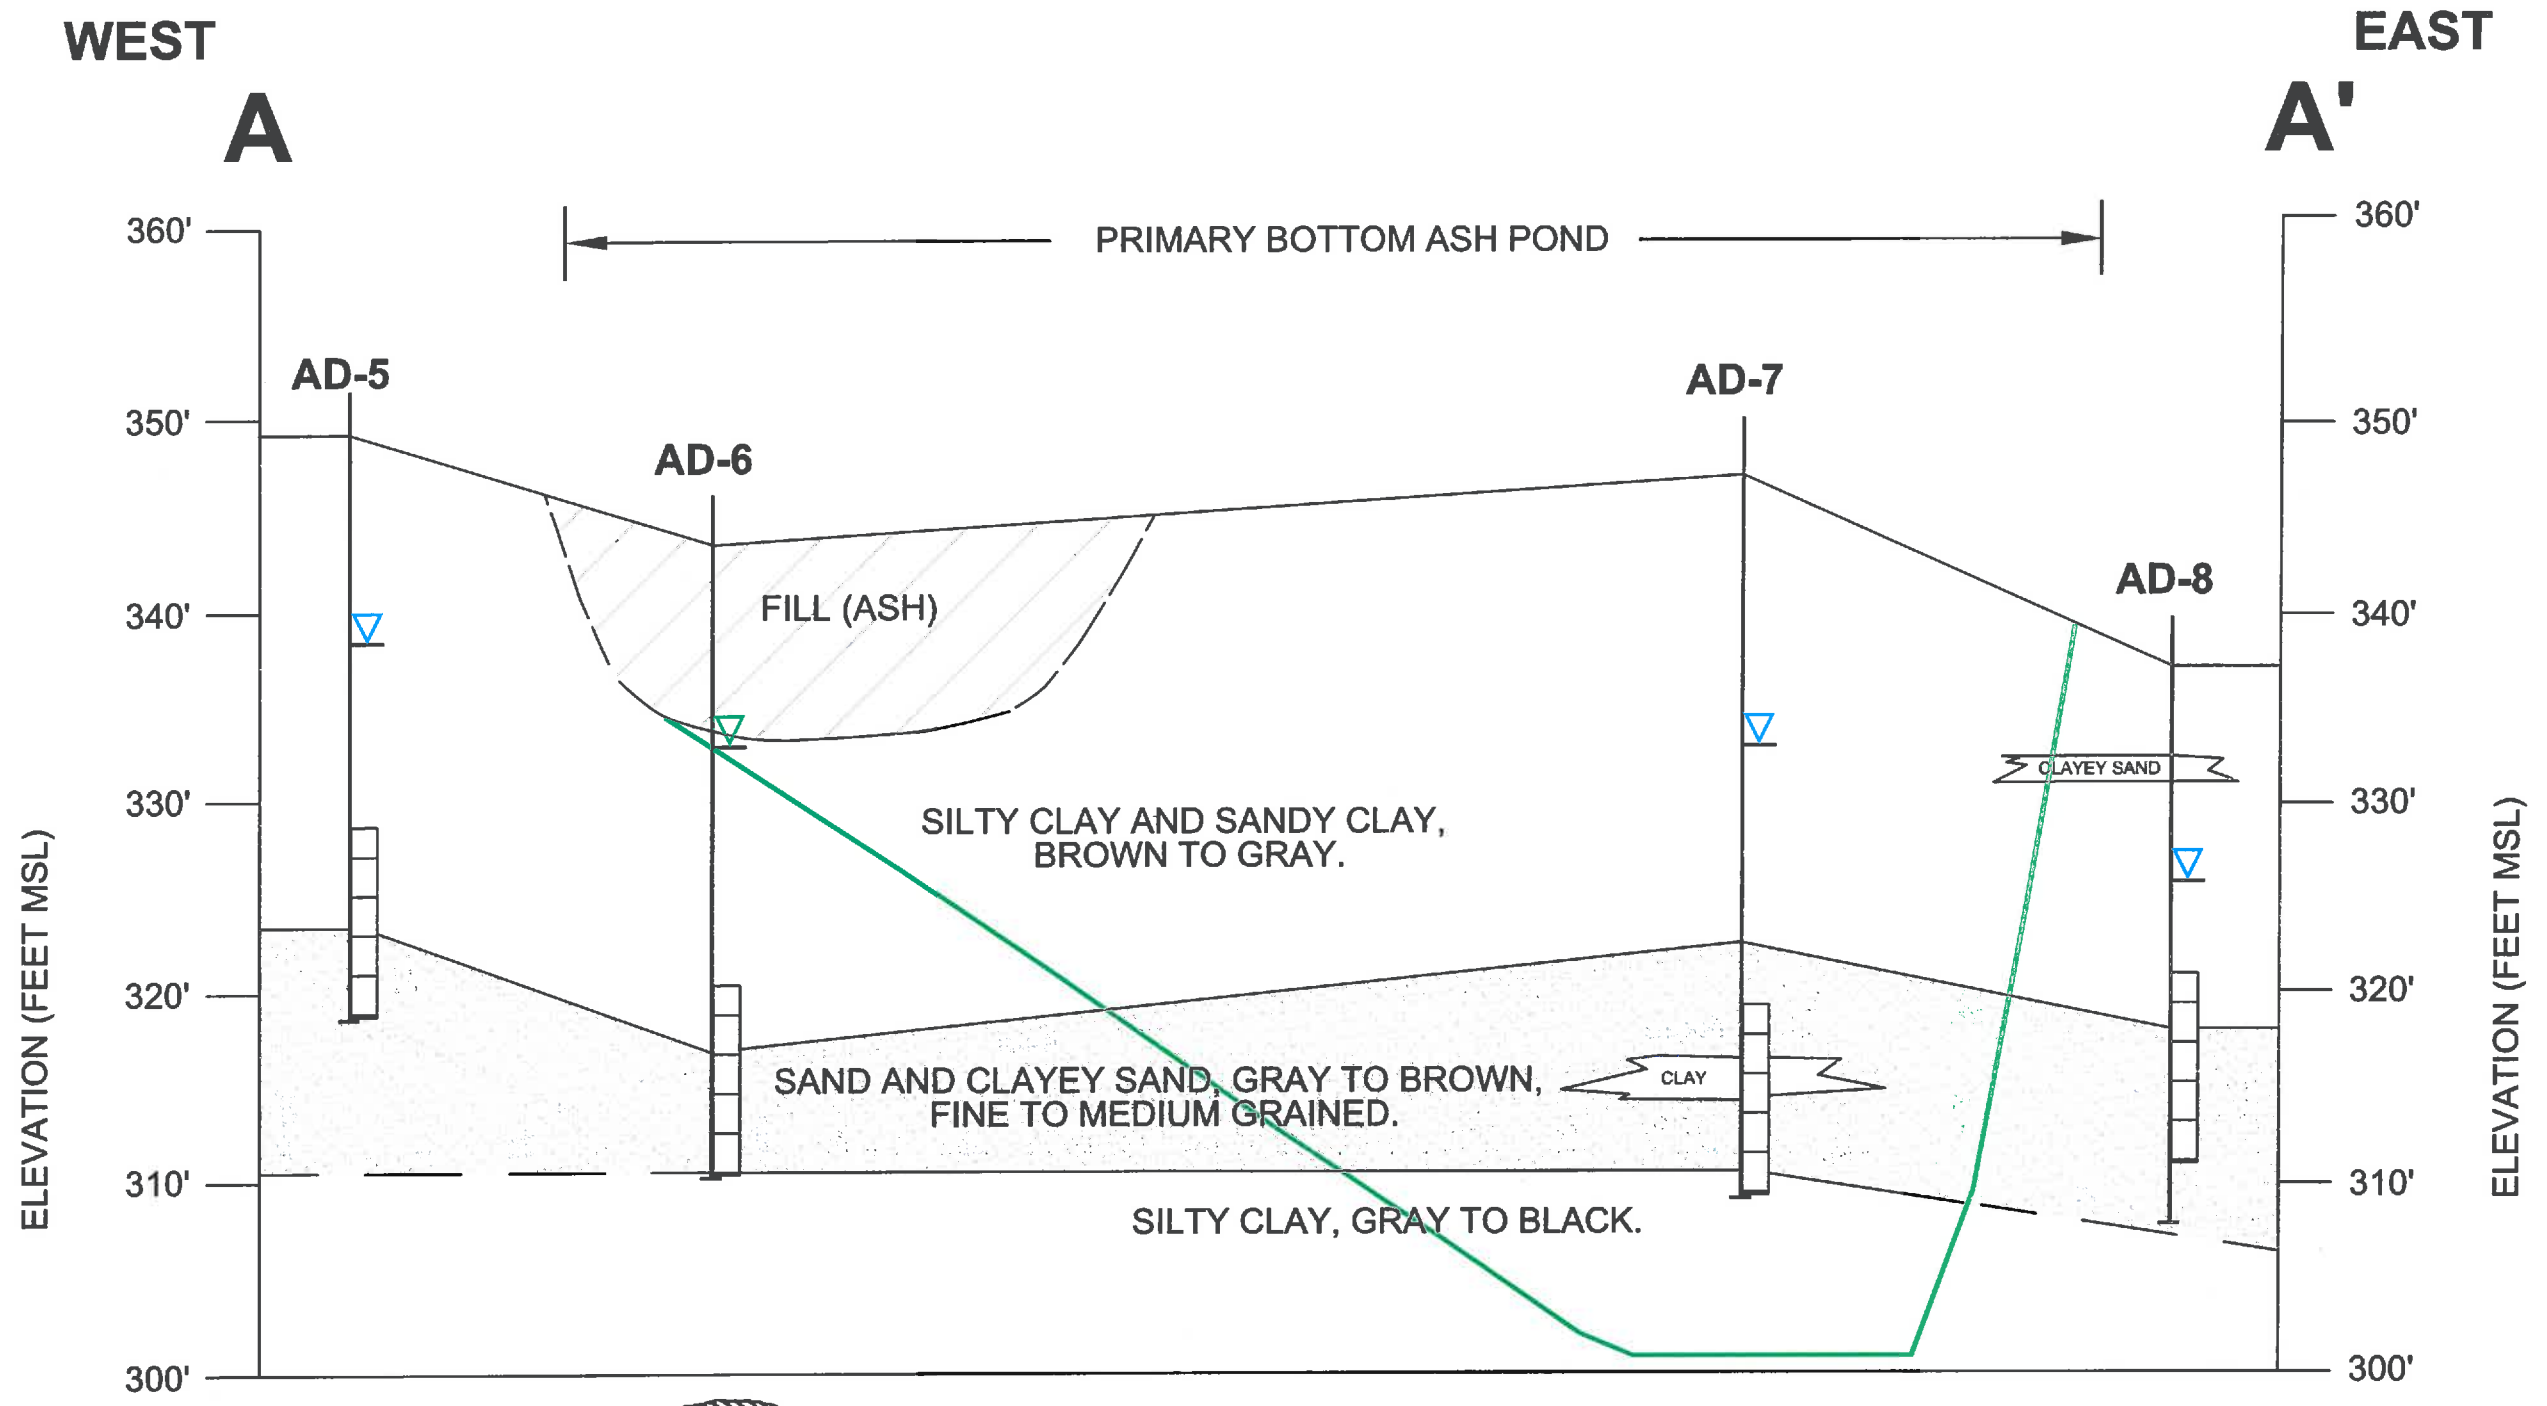 WEST
EAST
A
A'
360'
360'
PRIMARY BOTTOM ASH POND
AD-5
AD-7
350'
350'
AD-6
AD-8
FILL (ASH)
340'
340'
CLAYEY SAND
330'
330'
SILTY CLAY AND SANDY CLAY,
BROWN TO GRAY.
ELEVATION (FEET MSL)
ELEVATION (FEET MSL)
320'
320'
SAND AND CLAYEY SAND, GRAY TO BROWN,
FINE TO MEDIUM GRAINED.
CLAY
310'
310'
SILTY CLAY, GRAY TO BLACK.
300'
300'